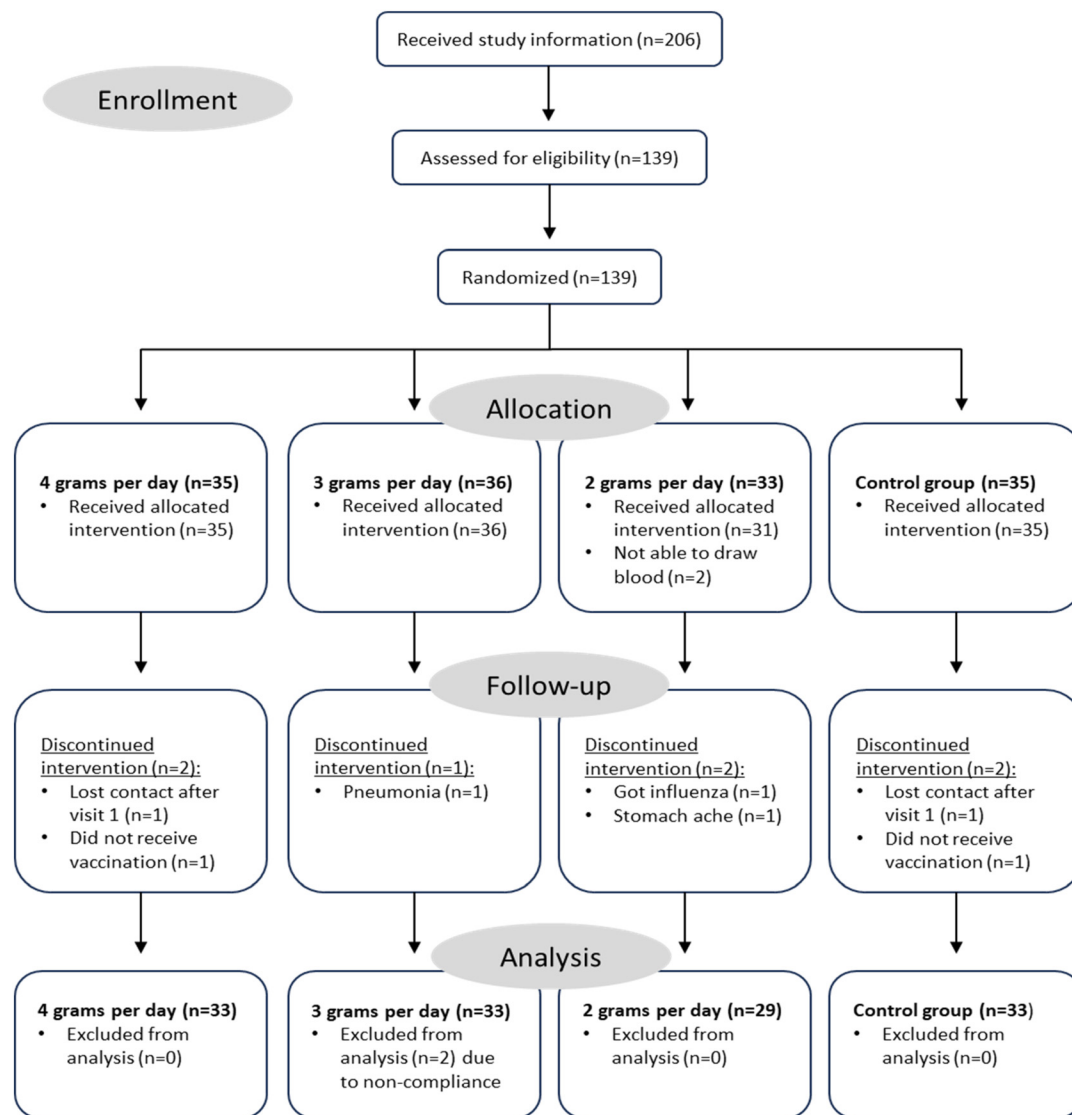 Received study information (n=206)
Enrollment
Assessed for eligibility (n=139)
Randomized (n=139)
Allocation
4 grams per day (n=35)
• Received allocated
intervention (n=35)
3 grams per day (n=36)
• Received allocated
intervention (n=36)
2 grams per day (n=33)
• Received allocated
intervention (n=31)
• Not able to draw
blood (n=2)
Control group (n=35)
• Received allocated
intervention (n=35)
Follow-up
Discontinued
intervention (n=2):
• Lost contact after
visit 1 (n=1)
• Did not receive
vaccination (n=1)
Discontinued
intervention (n=1):
• Pneumonia (n=1)
Discontinued
intervention (n=2):
• Got influenza (n=1)
• Stomach ache (n=1)
Discontinued
intervention (n=2):
• Lost contact after
visit 1 (n=1)
• Did not receive
vaccination (n=1)
Analysis
4 grams per day (n=33)
• Excluded from
analysis (n=0)
3 grams per day (n=33)
• Excluded from
analysis (n=2) due
to non-compliance
2 grams per day (n=29)
• Excluded from
analysis (n=0)
Control group (n=33)
• Excluded from
analysis (n=0)